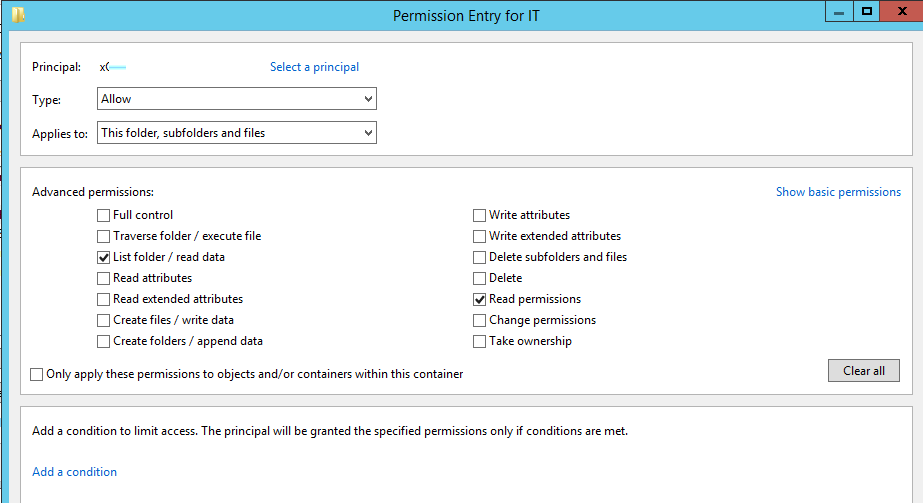 Permission Entry for IT
Principal:
Select a principal
Type: Allow
Applies to: This folder, subfolders and files
Advanced permissions:
Show basic permissions
Full control
Traverse folder / execute file
List folder / read data
Read attributes
Read extended attributes
Create files / write data
Create folders / append data
Write attributes
Write extended attributes
Delete subfolders and files
Delete
Read permissions
Change permissions
Take ownership
Only apply these permissions to objects and/or containers within this container
Clear all
Add a condition to limit access. The principal will be granted the specified permissions only if conditions are met.
Add a condition